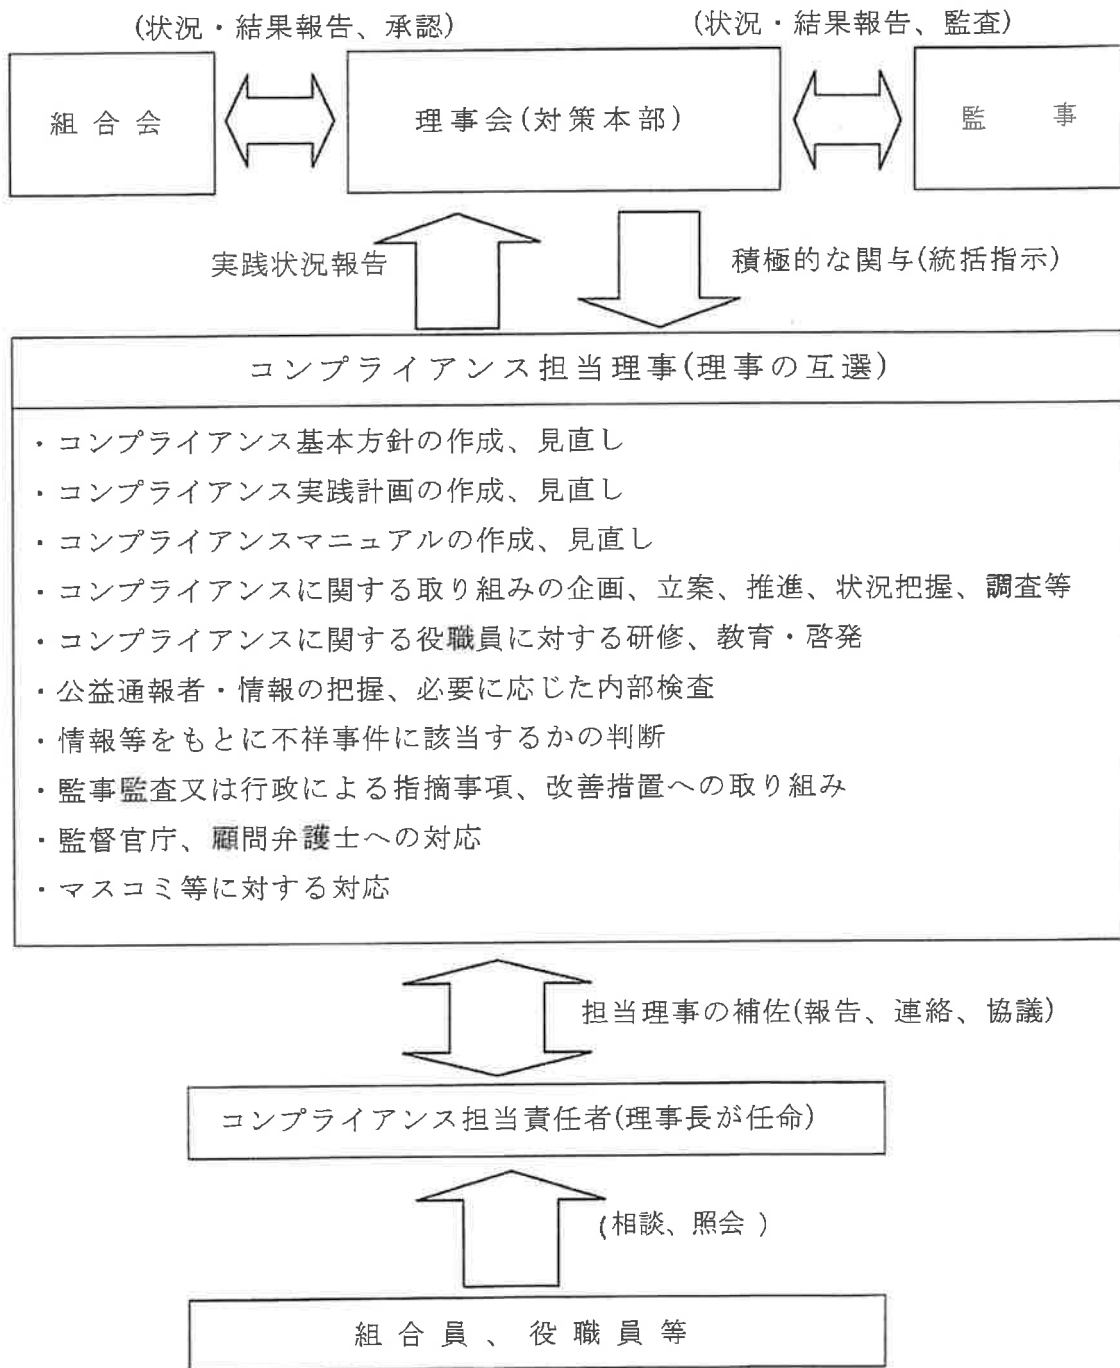 (状況・結果報告、承認)
(状況・結果報告、監査)
組合会
理事会(対策本部)
監　事
実践状況報告
積極的な関与(統括指示)
コンプライアンス担当理事(理事の互選)
・コンプライアンス基本方針の作成、見直し
・コンプライアンス実践計画の作成、見直し
・コンプライアンスマニュアルの作成、見直し
・コンプライアンスに関する取り組みの企画、立案、推進、状況把握、調査等
・コンプライアンスに関する役職員に対する研修、教育・啓発
・公益通報者・情報の把握、必要に応じた内部検査
・情報等をもとに不祥事件に該当するかの判断
・監事監査又は行政による指摘事項、改善措置への取り組み
・監督官庁、顧問弁護士への対応
・マスコミ等に対する対応
担当理事の補佐(報告、連絡、協議)
コンプライアンス担当責任者(理事長が任命)
(相談、照会 )
組合員、役職員等